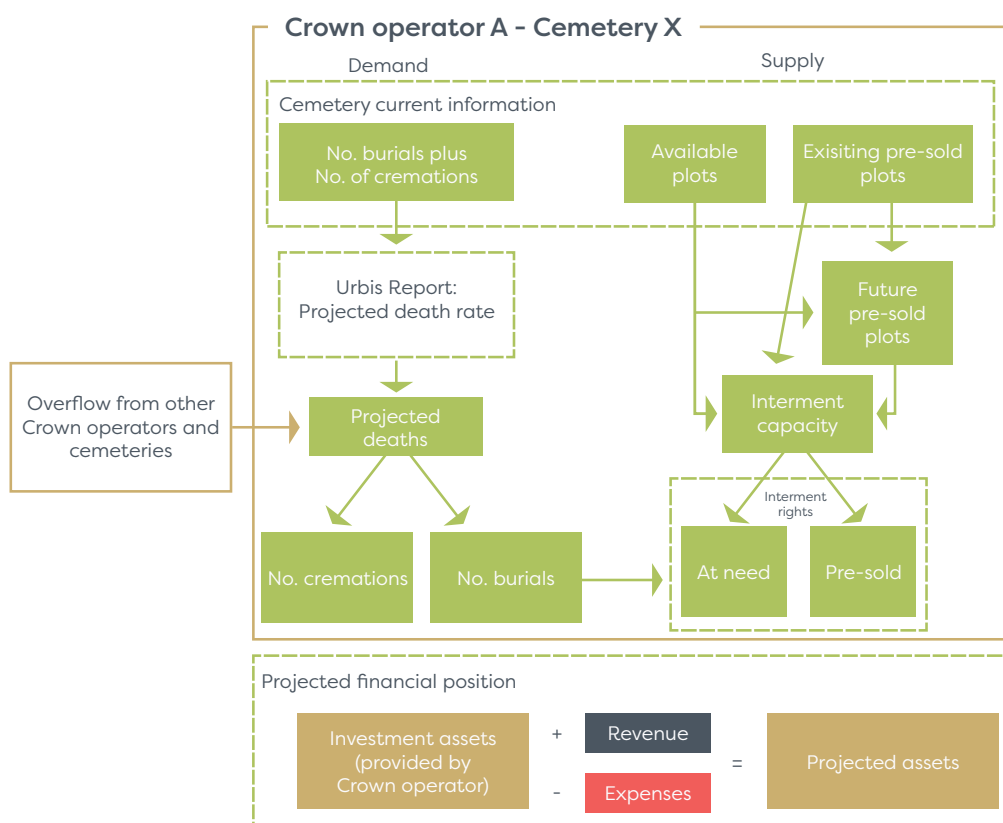 Crown operator A - Cemetery X
Demand
Supply
Cemetery current information
No. burials plus
No. of cremations
Available
plots
Exisiting pre-sold
plots
Urbis Report:
Projected death rate
Future
pre-sold
plots
Overflow from other
Crown operators and
cemeteries
Projected
deaths
Interment
capacity
Interment
rights
No. cremations
No. burials
At need
Pre-sold
Projected financial position
Investment assets
(provided by
Crown operator)
+
Revenue
-
Expenses
=
Projected assets